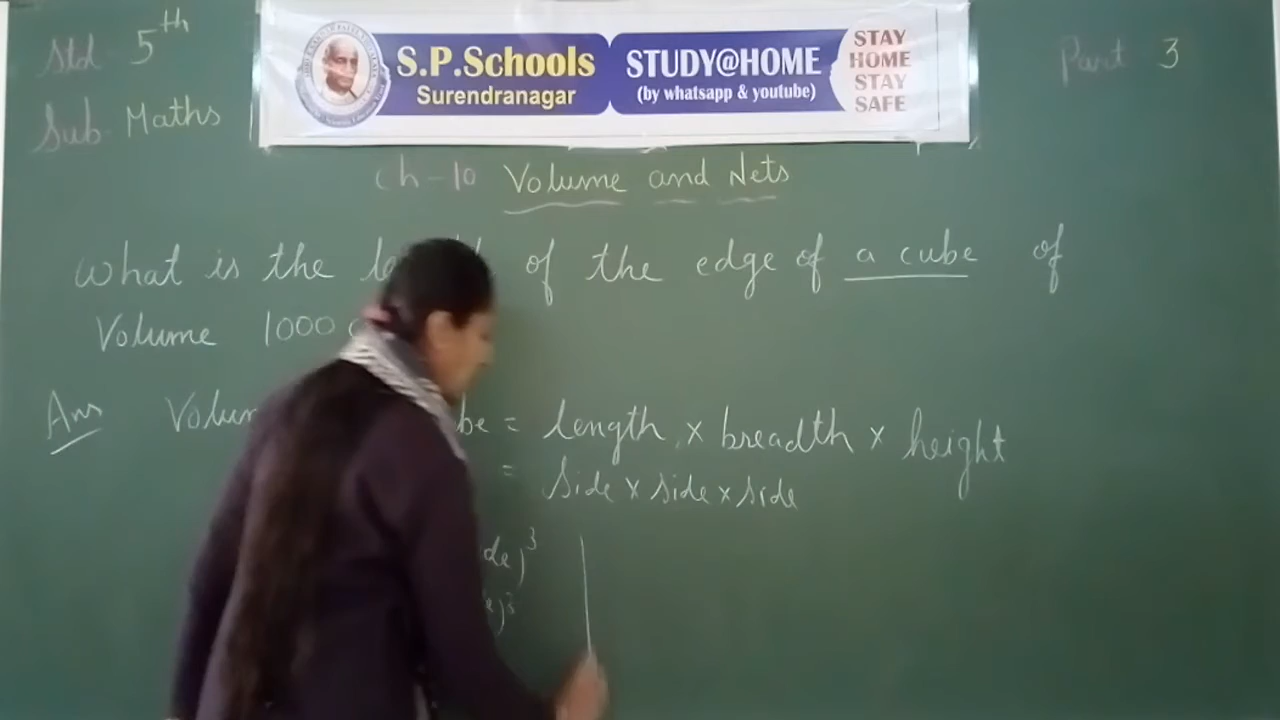 Std 5th
Sub Maths
S.P.Schools
Surendranagar
STUDY@HOME
(by whatsapp & youtube)
STAY
HOME
STAY
SAFE
Part 3
Ch-10 Volume and Nets
What is the of the edge of a cube of
Volume 1000
Ans = length × breadth × height
= side × side × side